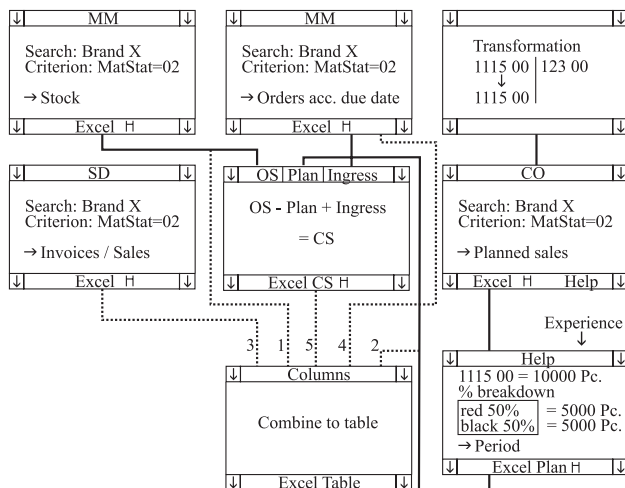 MM
Search: Brand X
Criterion: MatStat=02
→ Stock
Excel H
MM
Search: Brand X
Criterion: MatStat=02
→ Orders acc. due date
Excel H
Transformation
1115 00 | 123 00
↓
1115 00
SD
Search: Brand X
Criterion: MatStat=02
→ Invoices / Sales
Excel H
OS | Plan | Ingress
OS - Plan + Ingress
= CS
Excel CS H
CO
Search: Brand X
Criterion: MatStat=02
→ Planned sales
Excel H Help
3 1 5 4 2
Experience
↓
Columns
Combine to table
Excel Table
Help
1115 00 = 10000 Pc.
% breakdown
red 50% = 5000 Pc.
black 50% = 5000 Pc.
→ Period
Excel Plan H